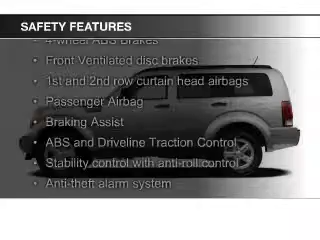 SAFETY FEATURES
• 4-wheel ABS Brakes
• Front Ventilated disc brakes
• 1st and 2nd row curtain head airbags
• Passenger Airbag
• Braking Assist
• ABS and Driveline Traction Control
• Stability control with anti-roll control
• Anti-theft alarm system